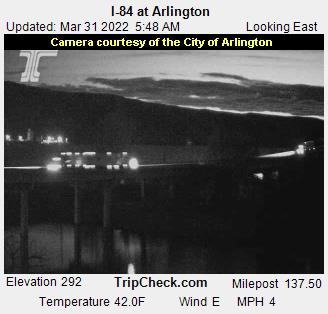 I-84 at Arlington
Updated: Mar 31 2022 5:48 AM Looking East
Camera courtesy of the City of Arlington
Elevation 292 TripCheck.com Milepost 137.50
Temperature 42.0F Wind E MPH 4